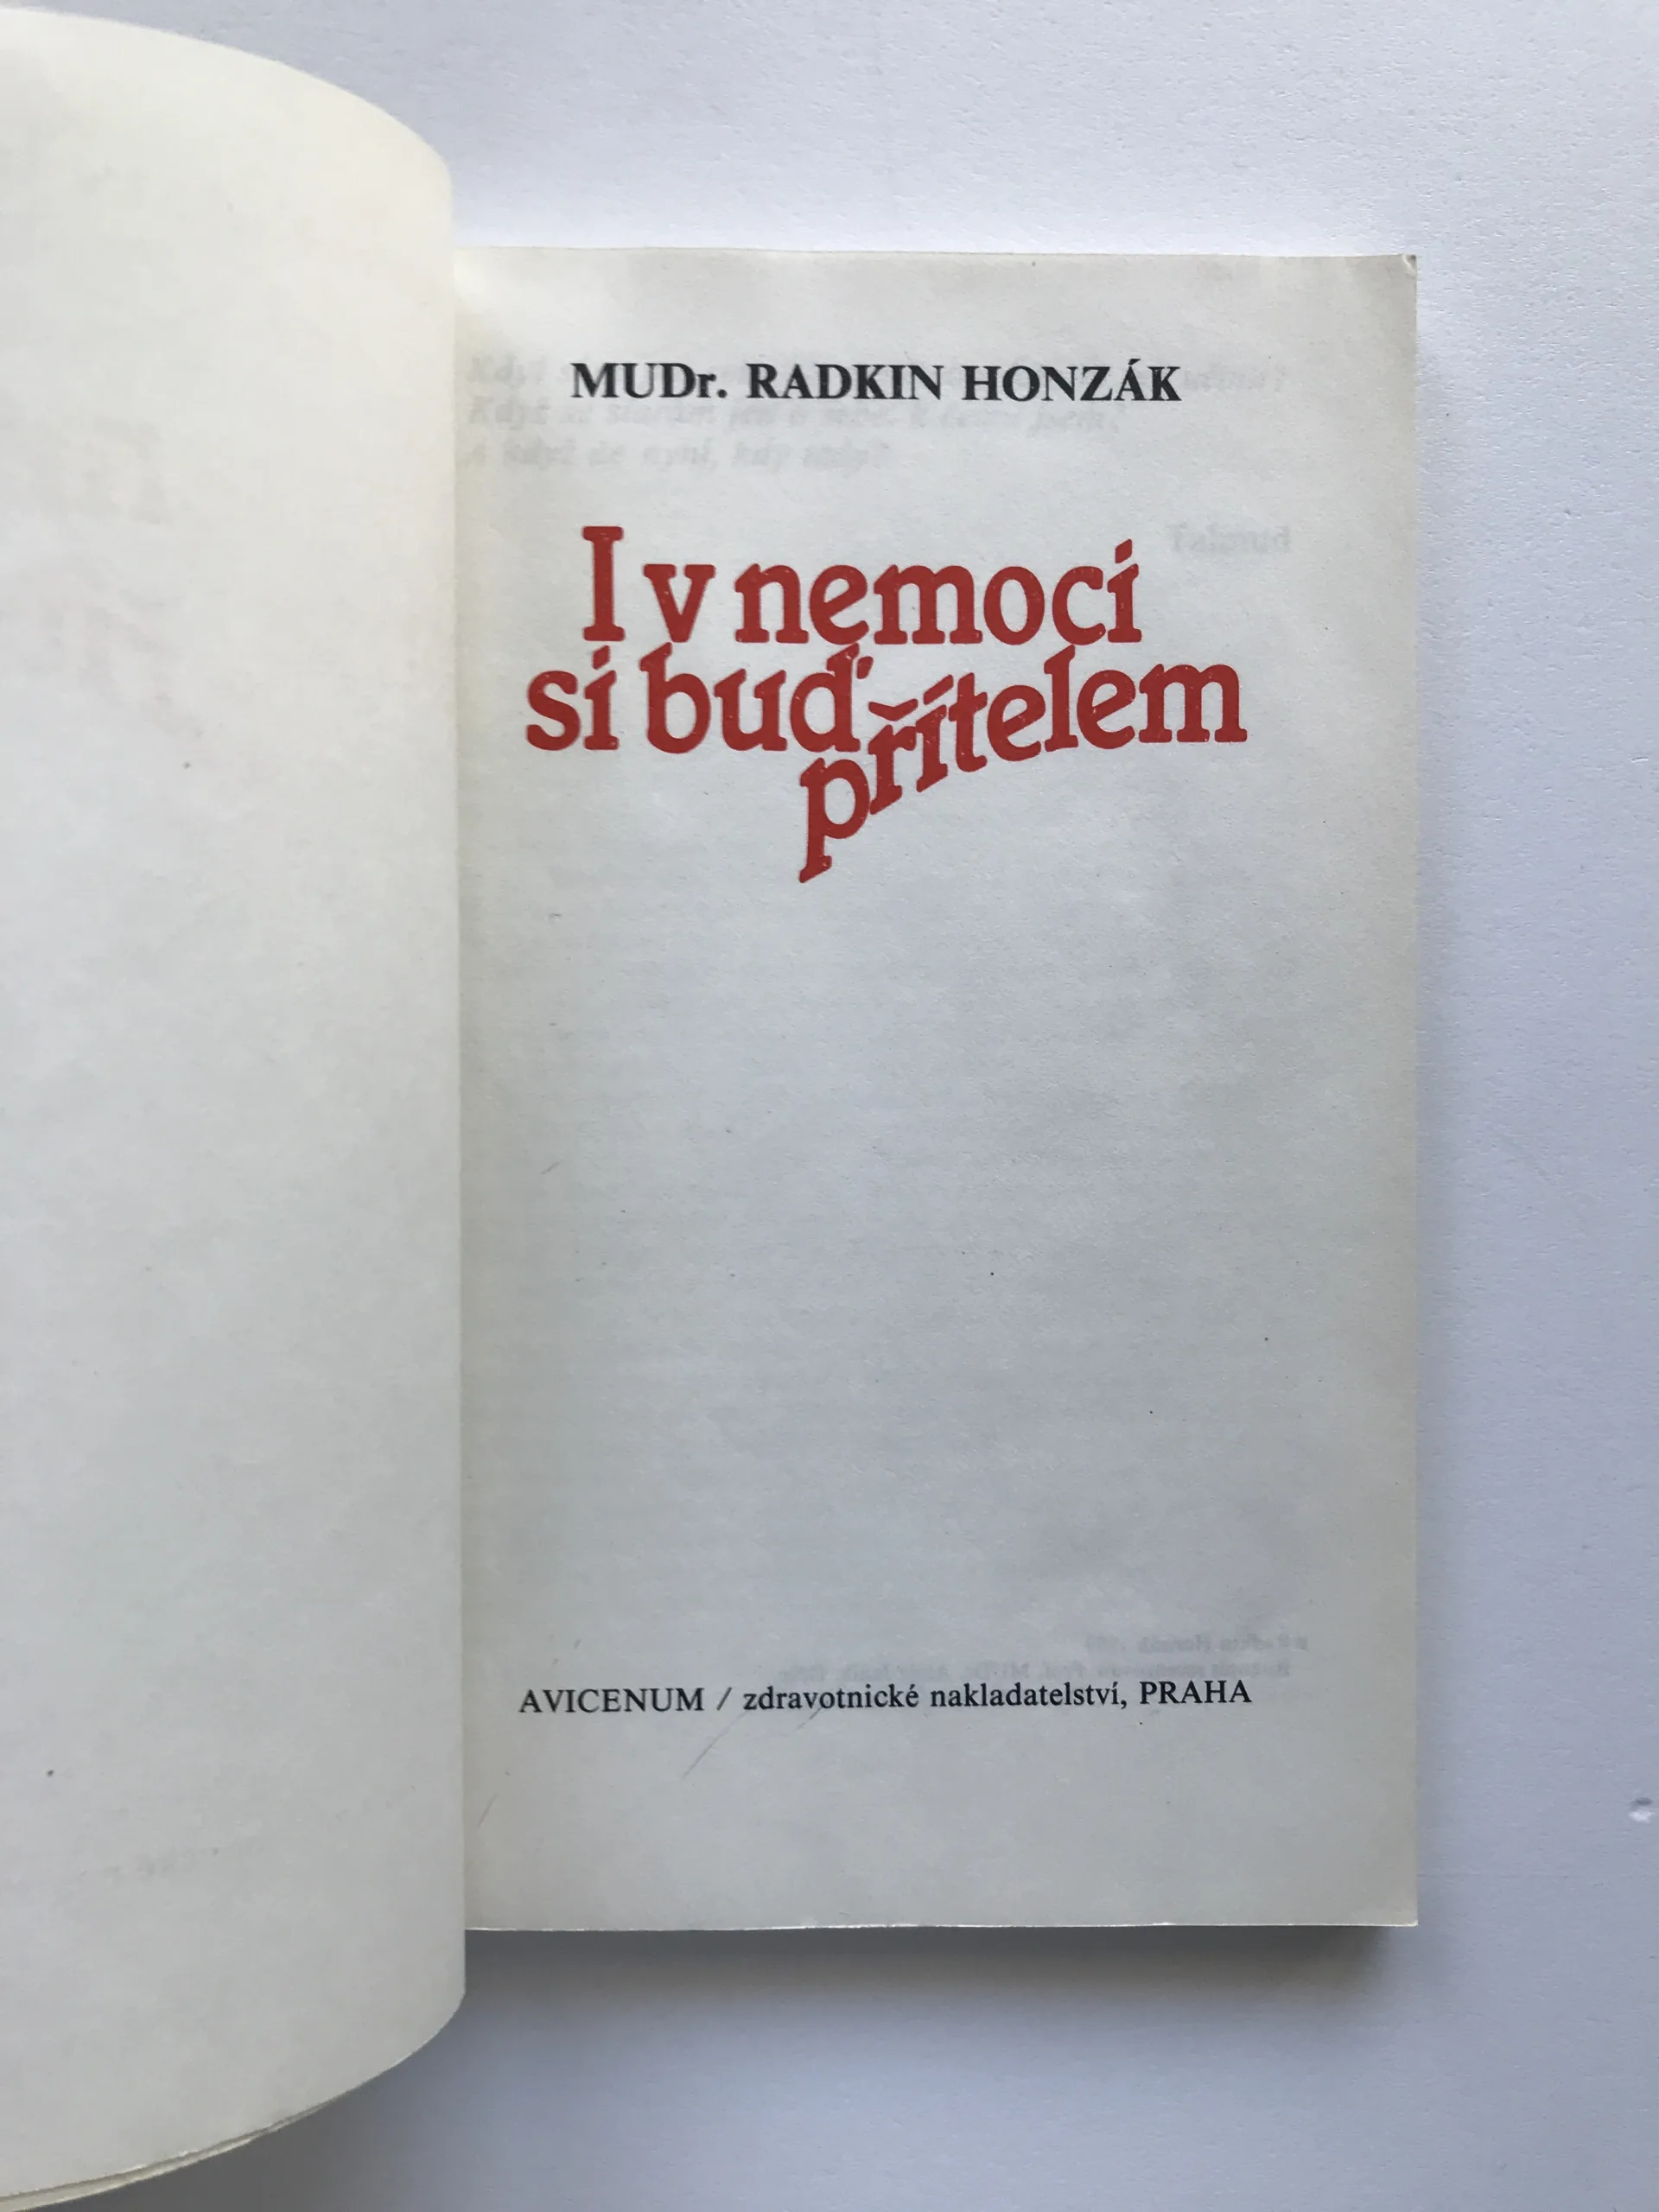 MUDr. RADKIN HONZÁK
I v nemoci
si buď přítelem
AVICENUM / zdravotnické nakladatelství, PRAHA